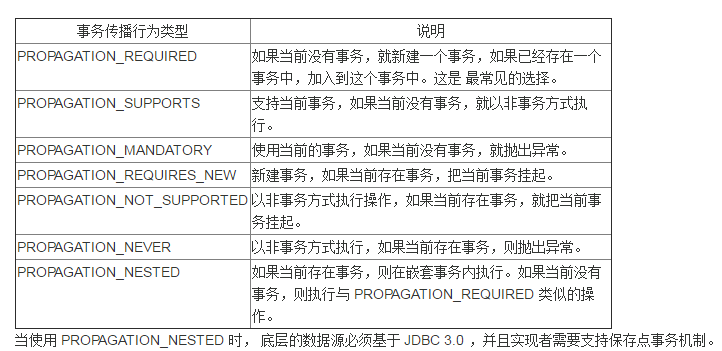 事务传播行为类型 说明
PROPAGATION_REQUIRED 如果当前没有事务，就新建一个事务，如果已经存在一个
事务中，加入到这个事务中。这是 最常见的选择。
PROPAGATION_SUPPORTS 支持当前事务，如果当前没有事务，就以非事务方式执
行。
PROPAGATION_MANDATORY 使用当前的事务，如果当前没有事务，就抛出异常。
PROPAGATION_REQUIRES_NEW 新建事务，如果当前存在事务，把当前事务挂起。
PROPAGATION_NOT_SUPPORTED 以非事务方式执行操作，如果当前存在事务，就把当前事
务挂起。
PROPAGATION_NEVER 以非事务方式执行，如果当前存在事务，则抛出异常。
PROPAGATION_NESTED 如果当前存在事务，则在嵌套事务内执行。如果当前没有
事务，则执行与 PROPAGATION_REQUIRED 类似的操
作。
当使用 PROPAGATION_NESTED 时， 底层的数据源必须基于 JDBC 3.0 ，并且实现者需要支持保存点事务机制。